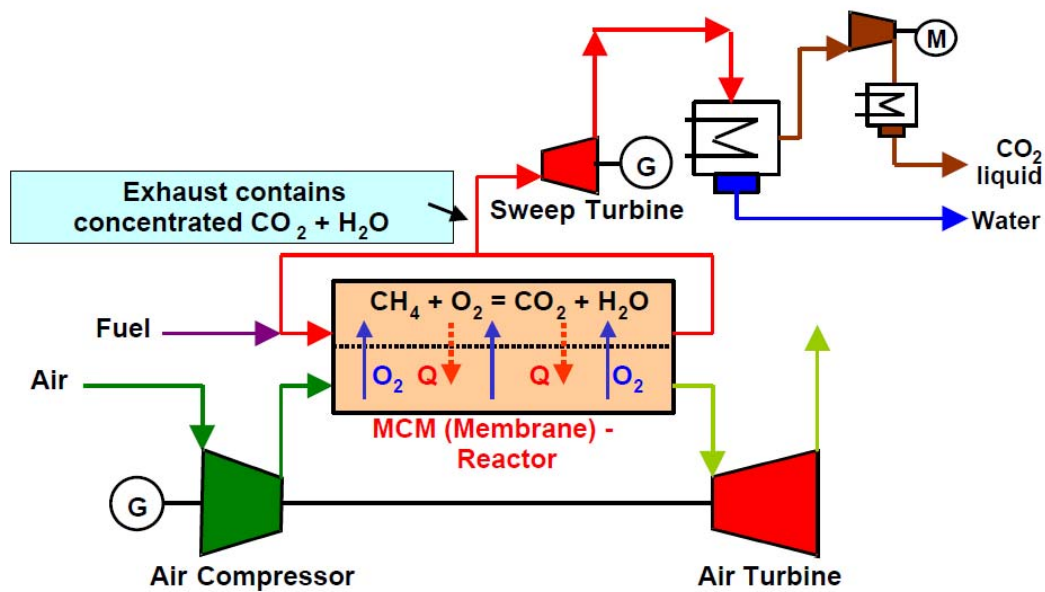 M
CO₂
liquid
G
Exhaust contains
concentrated CO₂ + H₂O
Sweep Turbine
Water
CH₄ + O₂ = CO₂ + H₂O
Fuel
Air
O₂ Q Q O₂
MCM (Membrane) -
Reactor
G
Air Compressor
Air Turbine